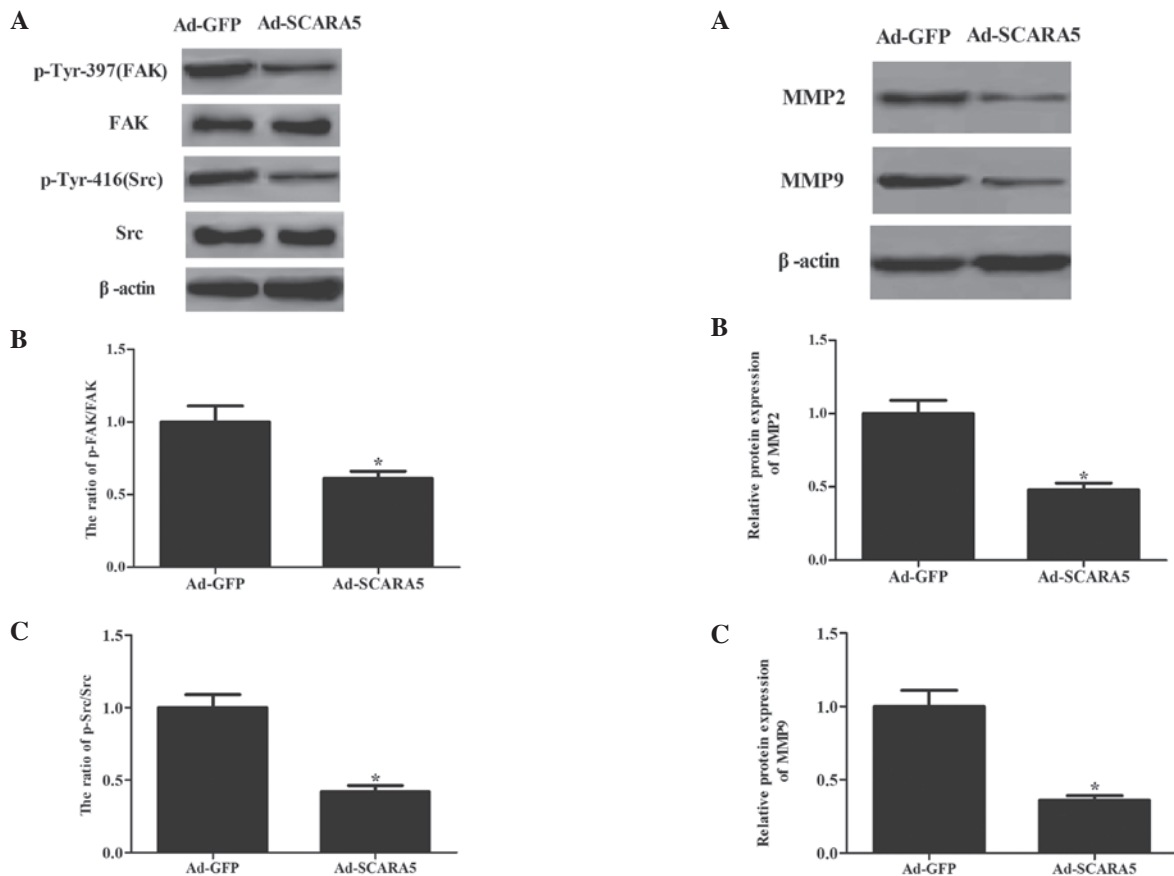 A
Ad-GFP Ad-SCARA5
p-Tyr-397(FAK)
FAK
p-Tyr-416(Src)
Src
β-actin
B
The ratio of p-FAK/FAK
1.5
1.0
0.5
0.0
*
Ad-GFP Ad-SCARA5
C
The ratio of p-Src/Src
1.5
1.0
0.5
0.0
*
Ad-GFP Ad-SCARA5
A
Ad-GFP Ad-SCARA5
MMP2
MMP9
β-actin
B
Relative protein expression
of MMP2
1.5
1.0
0.5
0.0
*
Ad-GFP Ad-SCARA5
C
Relative protein expression
of MMP9
1.5
1.0
0.5
0.0
*
Ad-GFP Ad-SCARA5